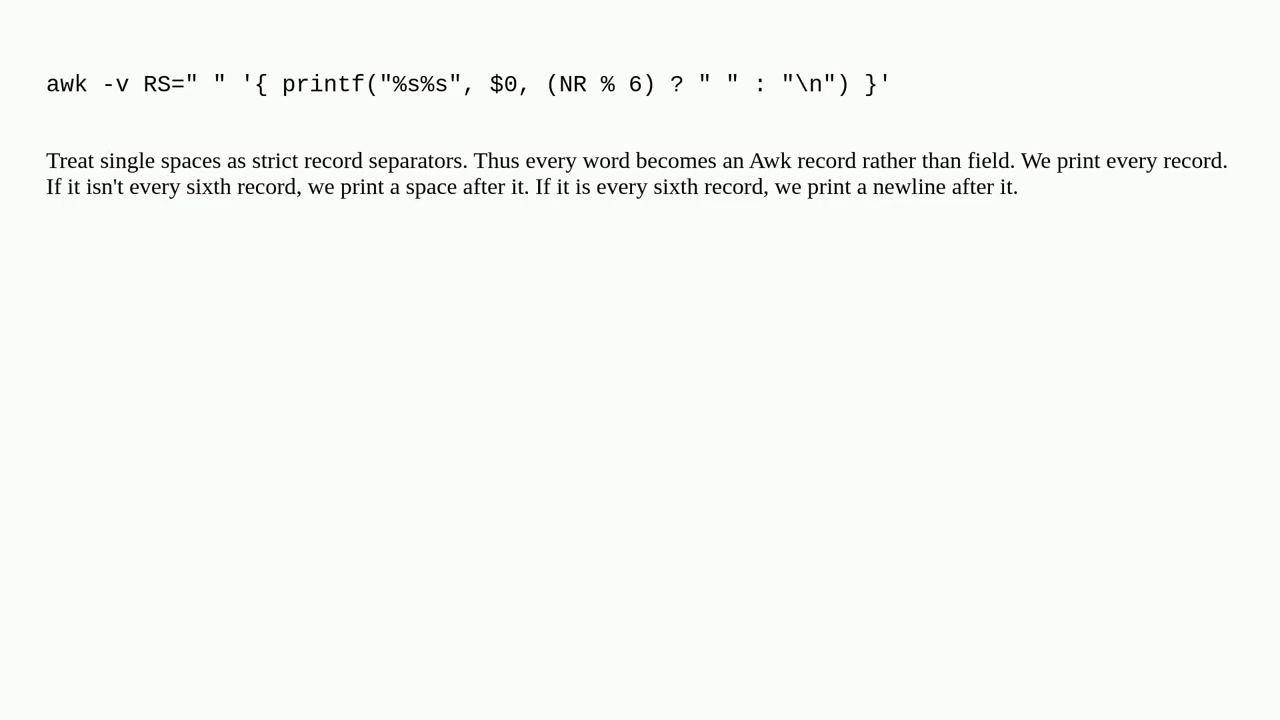 awk -v RS=" " '{ printf("%s%s", $0, (NR % 6) ? " " : "\n") }'
Treat single spaces as strict record separators. Thus every word becomes an Awk record rather than field. We print every record.
If it isn't every sixth record, we print a space after it. If it is every sixth record, we print a newline after it.